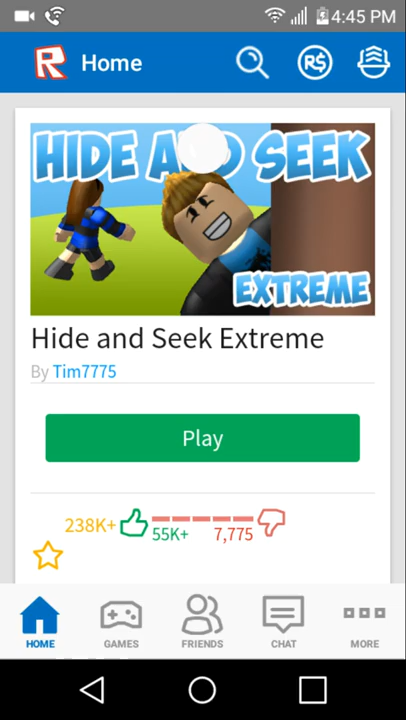 4:45 PM
R Home R$
HIDE AND SEEK
EXTREME
Hide and Seek Extreme
By Tim7775
Play
238K+ 55K+ 7,775
HOME GAMES FRIENDS CHAT MORE